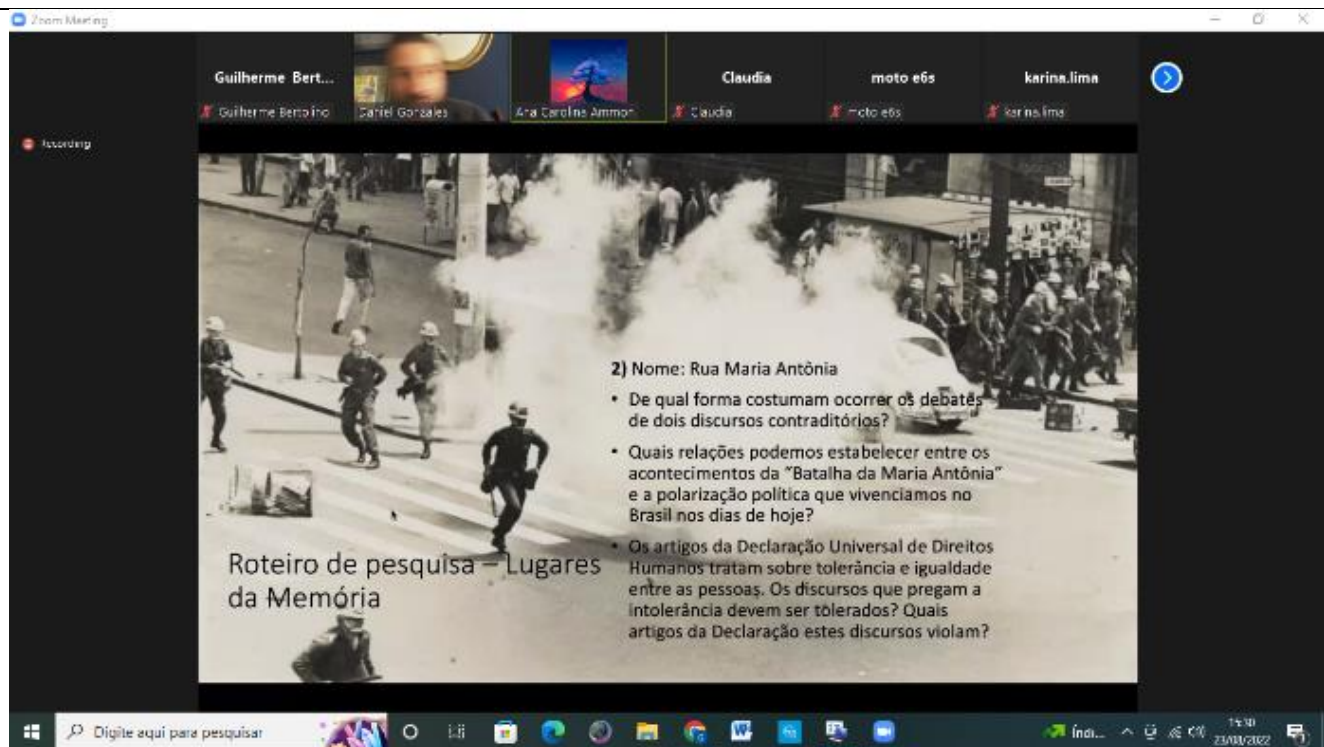 Zoom Meeting
Guilherme Bert...
Claudia
moto e6s
karina.lima
Guilherme Bertolino
Daniel Gonzales
Ana Carolina Ammon
Claudia
moto e6s
karina.lima
Recording
2) Nome: Rua Maria Antônia
• De qual forma costumam ocorrer os debates
de dois discursos contraditórios?
• Quais relações podemos estabelecer entre os
acontecimentos da “Batalha da Maria Antônia”
e a polarização política que vivenciamos no
Brasil nos dias de hoje?
• Os artigos da Declaração Universal de Direitos
Humanos tratam sobre tolerância e igualdade
entre as pessoas. Os discursos que pregam a
intolerância devem ser tolerados? Quais
artigos da Declaração estes discursos violam?
Roteiro de pesquisa – Lugares
da Memória
Digite aqui para pesquisar
Índi...
15:30
23/08/2022